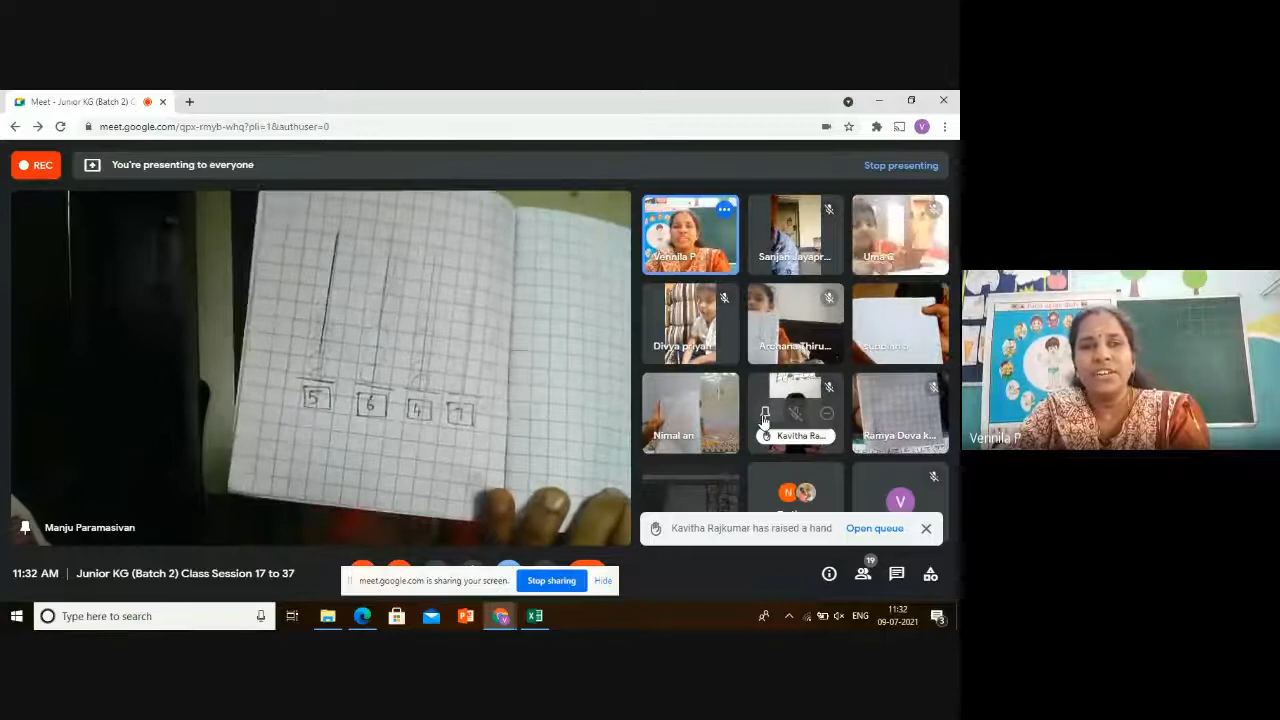 Meet - Junior KG (Batch 2) C
meet.google.com/qpx-rmyb-whq?pli=1&authuser=0
REC
You're presenting to everyone
Stop presenting
Vennila P
Sanjan Jayapr...
Uma C
Divya priyan
Archana Thiru...
Nimal an
Kavitha Ra...
Ramya Deva k...
5 6 4 7
N
V
Kavitha Rajkumar has raised a hand
Open queue
Manju Paramasivan
Vennila P
11:32 AM | Junior KG (Batch 2) Class Session 17 to 37
19
meet.google.com is sharing your screen.
Stop sharing
Hide
Type here to search
ENG
11:32
09-07-2021
3